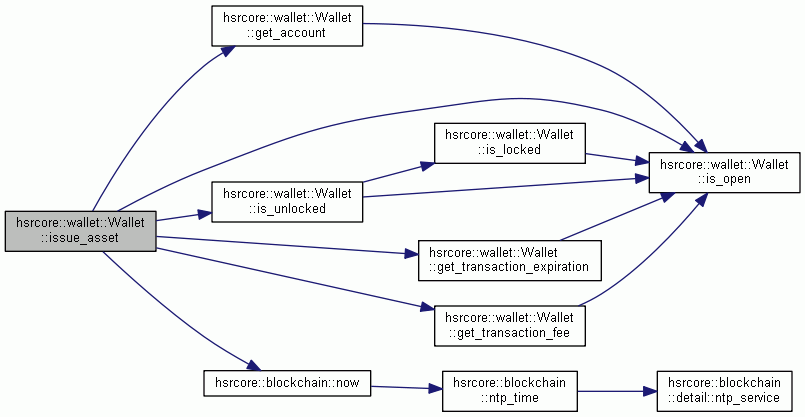 hsrcore::wallet::Wallet
::get_account
hsrcore::wallet::Wallet
::is_locked
hsrcore::wallet::Wallet
::is_open
hsrcore::wallet::Wallet
::is_unlocked
hsrcore::wallet::Wallet
::issue_asset
hsrcore::wallet::Wallet
::get_transaction_expiration
hsrcore::wallet::Wallet
::get_transaction_fee
hsrcore::blockchain::now
hsrcore::blockchain
::ntp_time
hsrcore::blockchain
::detail::ntp_service